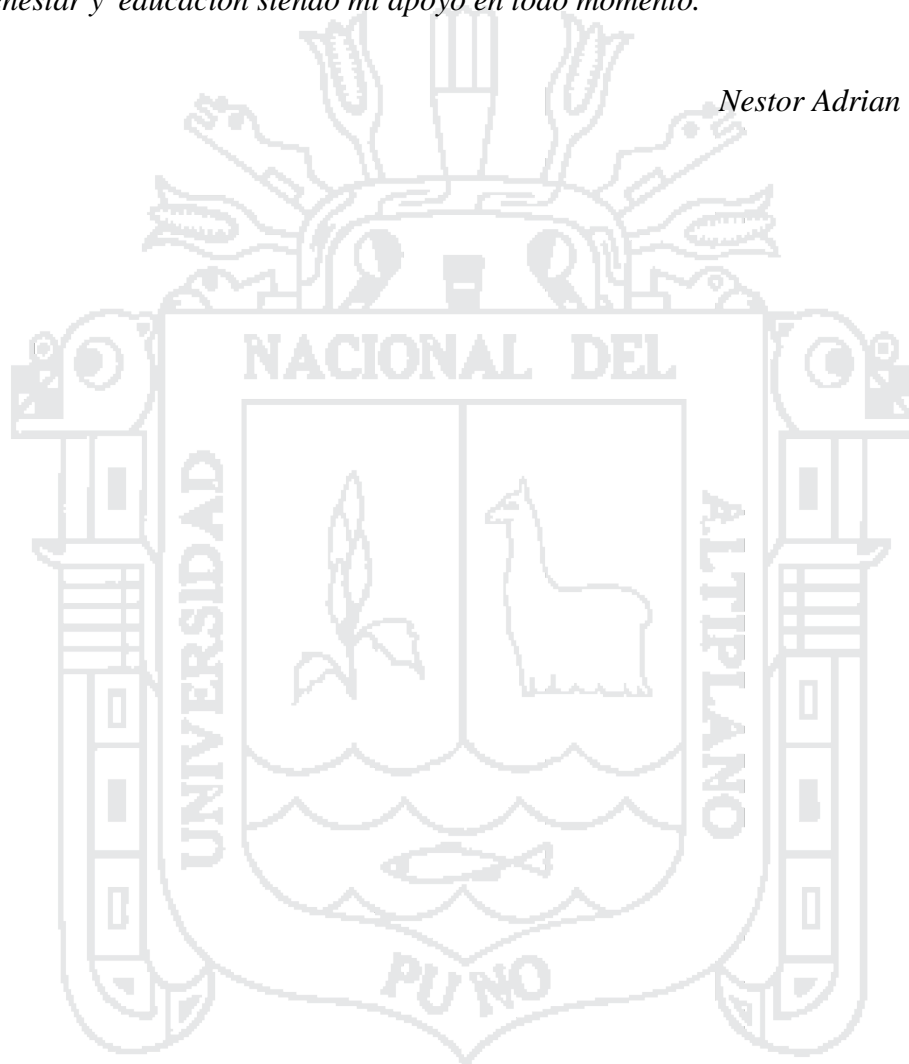 bienestar y educación siendo mi apoyo en todo momento.
Nestor Adrian
NACIONAL DEL
UNIVERSIDAD
ALTIPLANO
PUNO